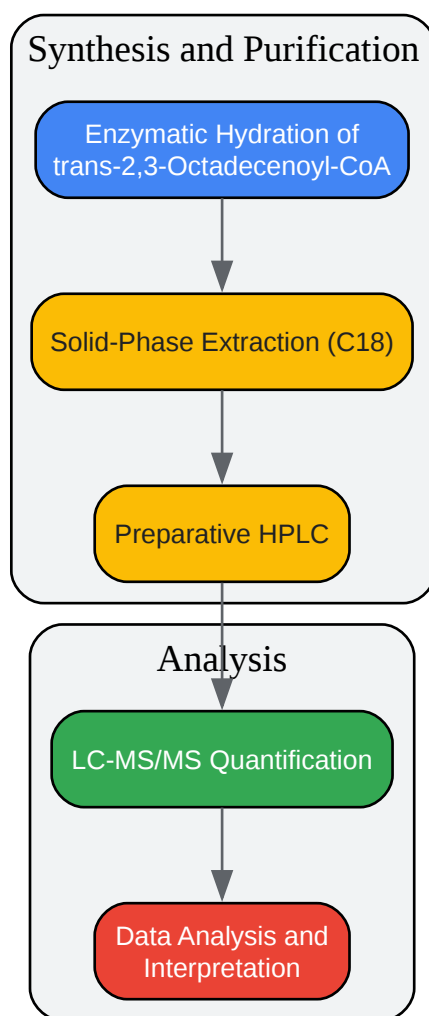 Synthesis and Purification
Enzymatic Hydration of
trans-2,3-Octadecenoyl-CoA
Solid-Phase Extraction (C18)
Preparative HPLC
Analysis
LC-MS/MS Quantification
Data Analysis and
Interpretation